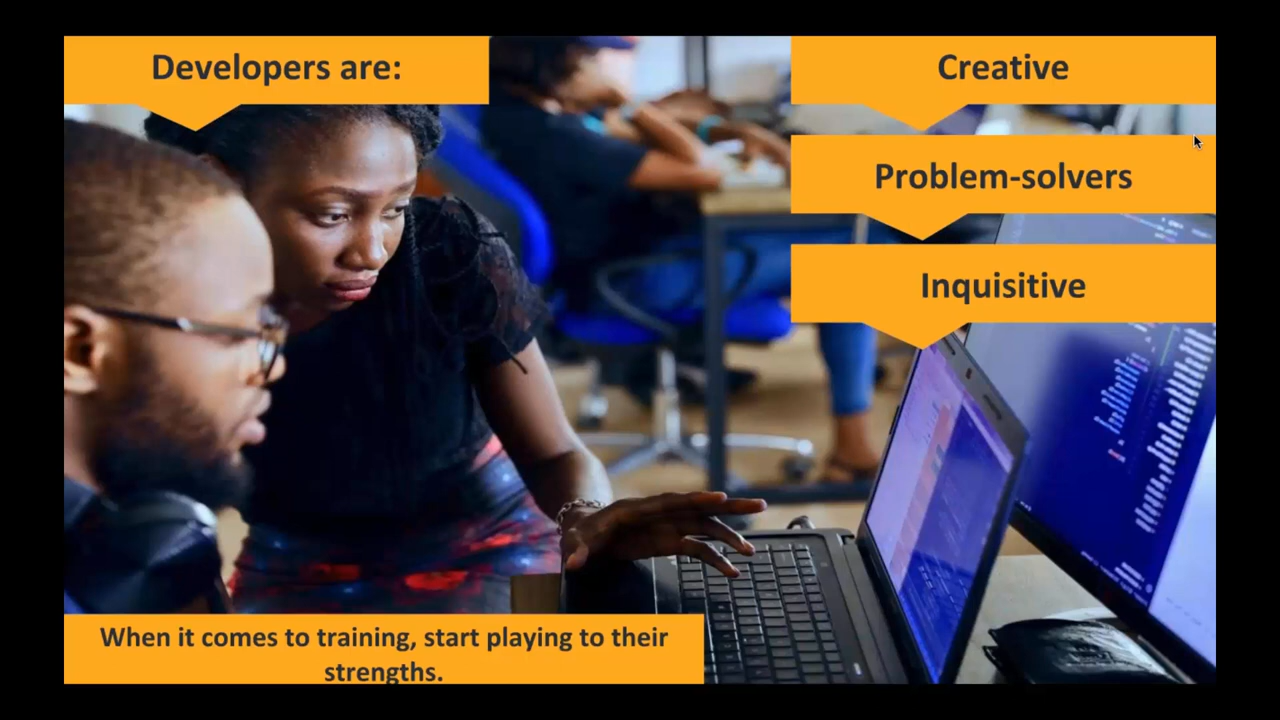 Developers are:
Creative
Problem-solvers
Inquisitive
When it comes to training, start playing to their
strengths.